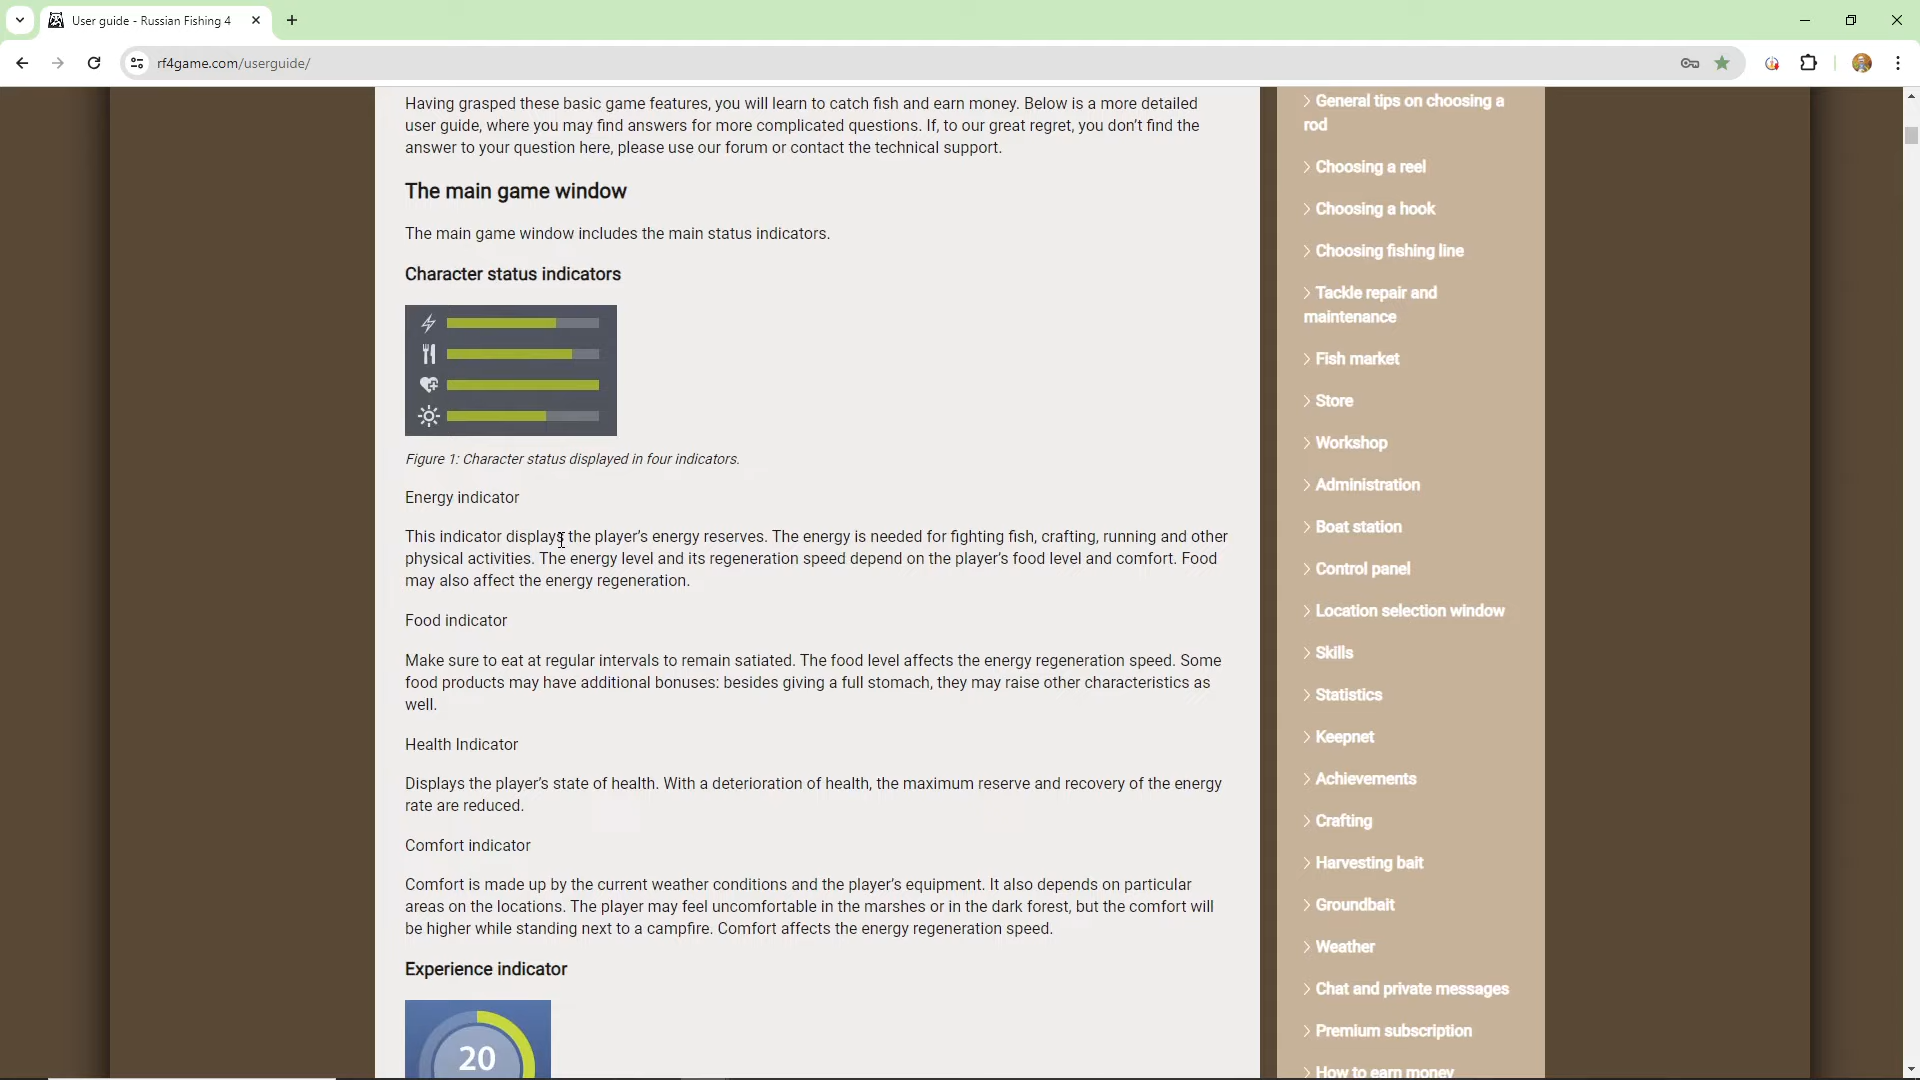 User guide - Russian Fishing 4
rf4game.com/userguide/
Having grasped these basic game features, you will learn to catch fish and earn money. Below is a more detailed
user guide, where you may find answers for more complicated questions. If, to our great regret, you don’t find the
answer to your question here, please use our forum or contact the technical support.
The main game window
The main game window includes the main status indicators.
Character status indicators
Figure 1: Character status displayed in four indicators.
Energy indicator
This indicator displays the player’s energy reserves. The energy is needed for fighting fish, crafting, running and other
physical activities. The energy level and its regeneration speed depend on the player’s food level and comfort. Food
may also affect the energy regeneration.
Food indicator
Make sure to eat at regular intervals to remain satiated. The food level affects the energy regeneration speed. Some
food products may have additional bonuses: besides giving a full stomach, they may raise other characteristics as
well.
Health Indicator
Displays the player’s state of health. With a deterioration of health, the maximum reserve and recovery of the energy
rate are reduced.
Comfort indicator
Comfort is made up by the current weather conditions and the player’s equipment. It also depends on particular
areas on the locations. The player may feel uncomfortable in the marshes or in the dark forest, but the comfort will
be higher while standing next to a campfire. Comfort affects the energy regeneration speed.
Experience indicator
20
General tips on choosing a
rod
Choosing a reel
Choosing a hook
Choosing fishing line
Tackle repair and
maintenance
Fish market
Store
Workshop
Administration
Boat station
Control panel
Location selection window
Skills
Statistics
Keepnet
Achievements
Crafting
Harvesting bait
Groundbait
Weather
Chat and private messages
Premium subscription
How to earn money